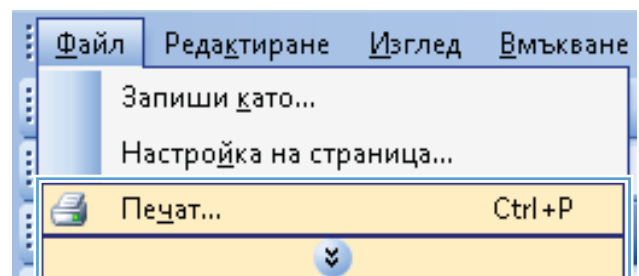 Файл Редактиране Изглед Вмъкване
Запиши като...
Настройка на страница...
Печат... Ctrl+P